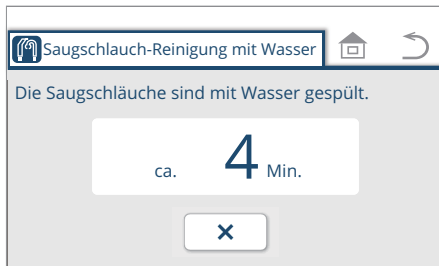 Saugschlauch-Reinigung mit Wasser
Die Saugschläuche sind mit Wasser gespült.
ca. 4 Min.